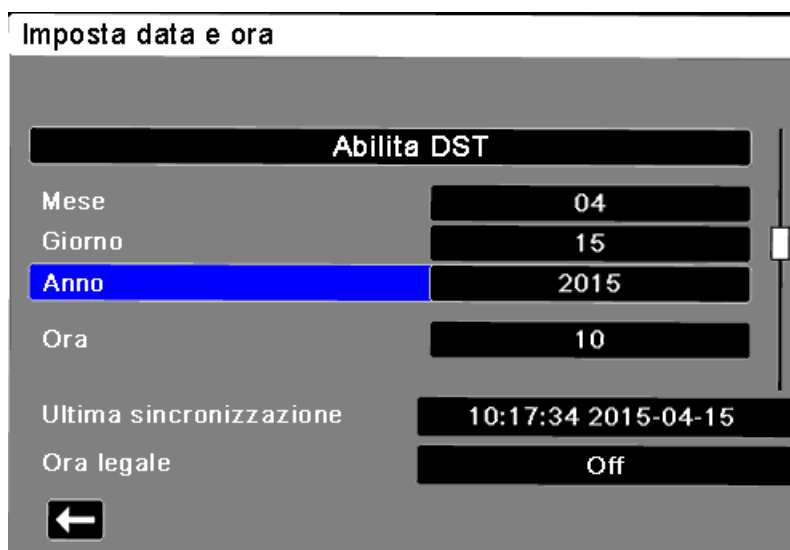 Imposta data e ora
Abilita DST
Mese 04
Giorno 15
Anno 2015
Ora 10
Ultima sincronizzazione 10:17:34 2015-04-15
Ora legale Off